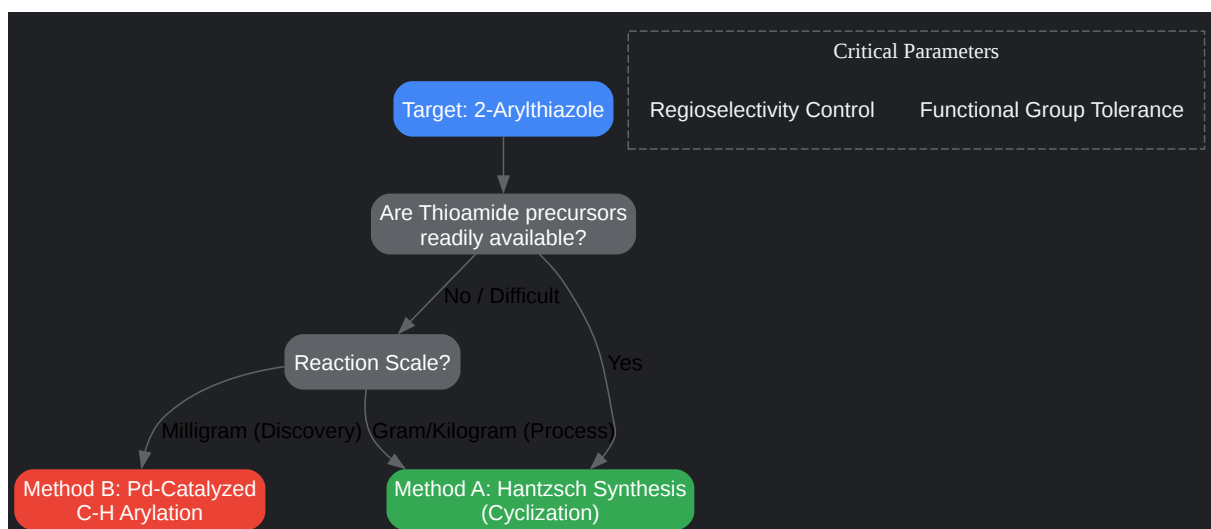 Critical Parameters
Target: 2-Arylthiazole
Regioselectivity Control
Functional Group Tolerance
Are Thioamide precursors
readily available?
No / Difficult
Reaction Scale?
Yes
Milligram (Discovery)
Gram/Kilogram (Process)
Method B: Pd-Catalyzed
C-H Arylation
Method A: Hantzsch Synthesis
(Cyclization)